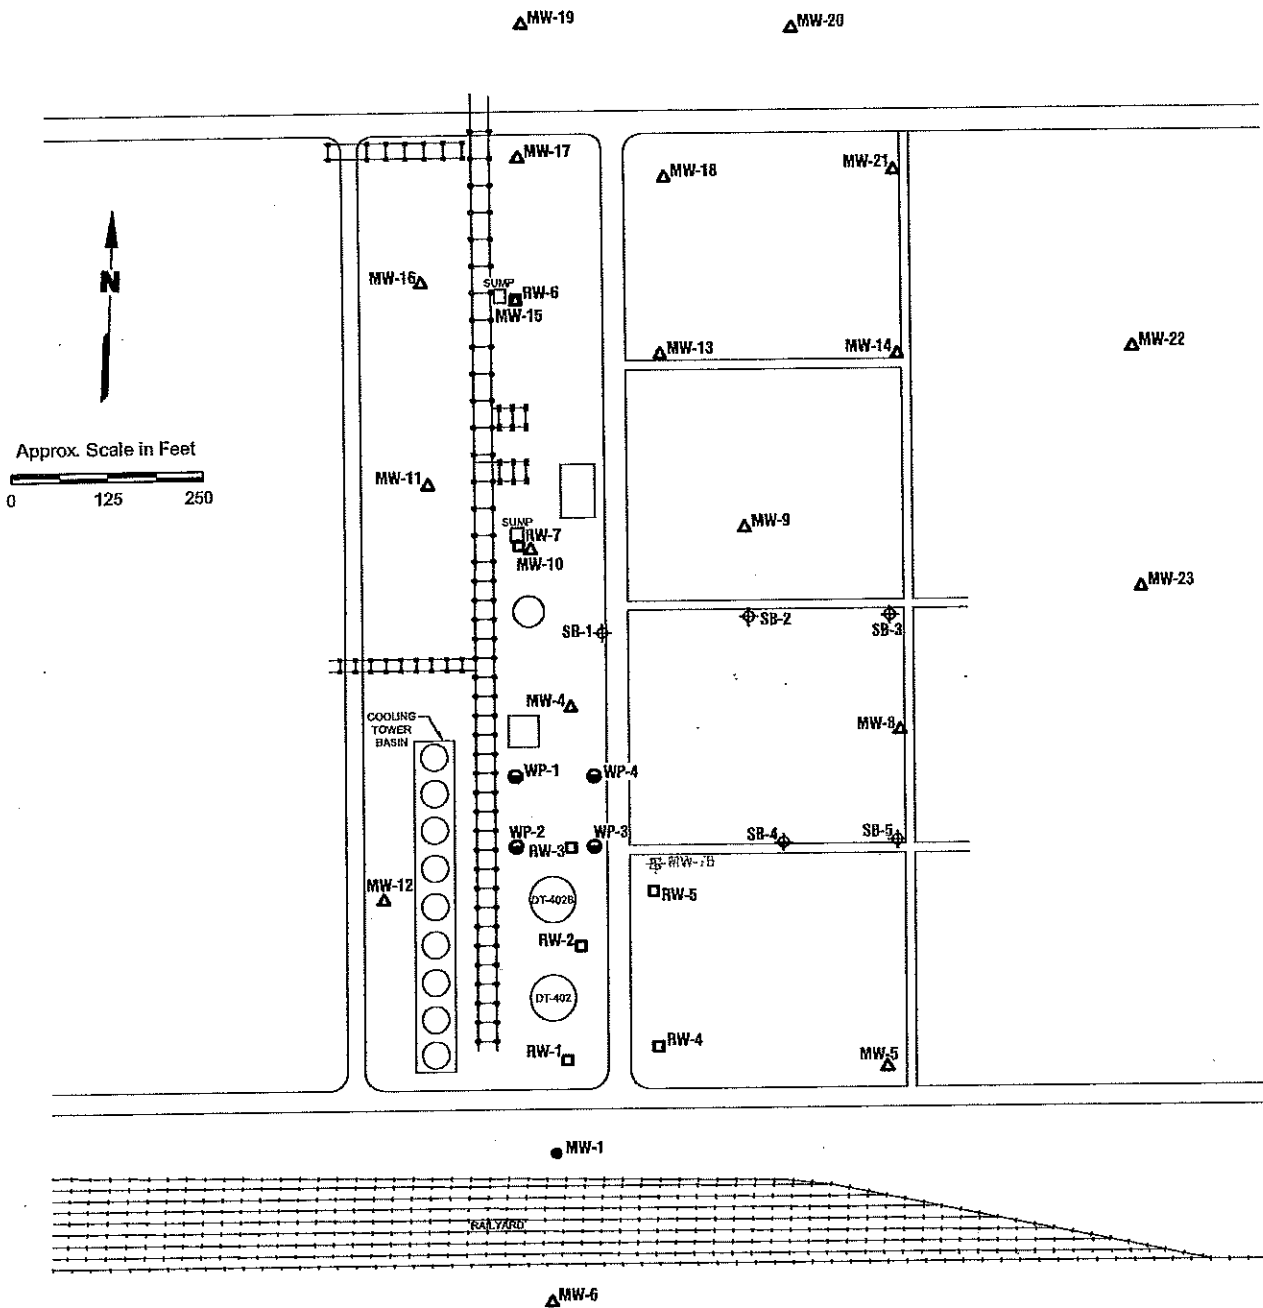 MW-19
MW-20
MW-17
MW-18
MW-21
N
MW-16
SUMP
RW-6
MW-15
MW-13
MW-14
MW-22
Approx. Scale in Feet
0 125 250
MW-11
MW-9
SUMP
RW-7
MW-10
MW-23
SB-1
SB-2
SB-3
MW-4
MW-8
COOLING
TOWER
BASIN
WP-1
WP-4
WP-2
WP-3
RW-3
SB-4
SB-5
MW-7B
MW-12
DT-402B
RW-5
RW-2
DT-402
RW-1
RW-4
MW-5
MW-1
RAILYARD
MW-6